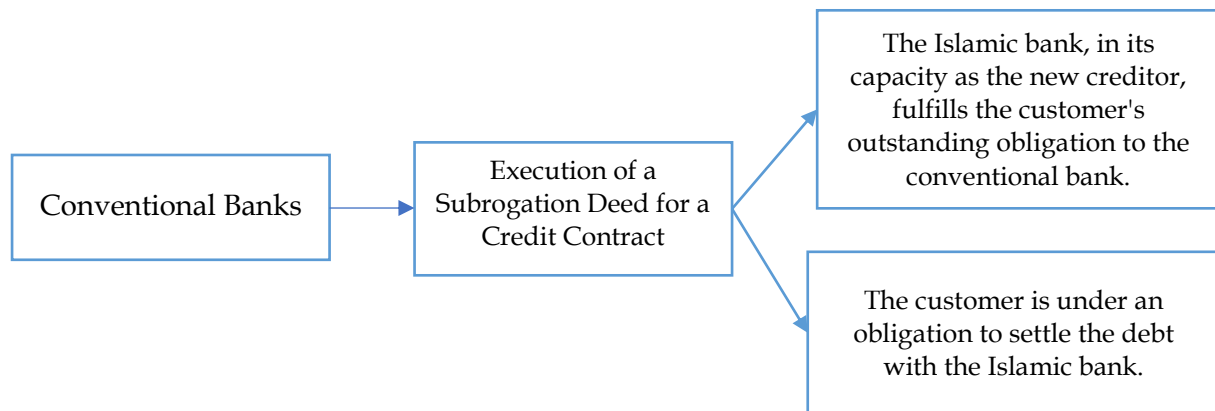 Conventional Banks
Execution of a
Subrogation Deed for a
Credit Contract
The Islamic bank, in its
capacity as the new creditor,
fulfills the customer's
outstanding obligation to the
conventional bank.
The customer is under an
obligation to settle the debt
with the Islamic bank.